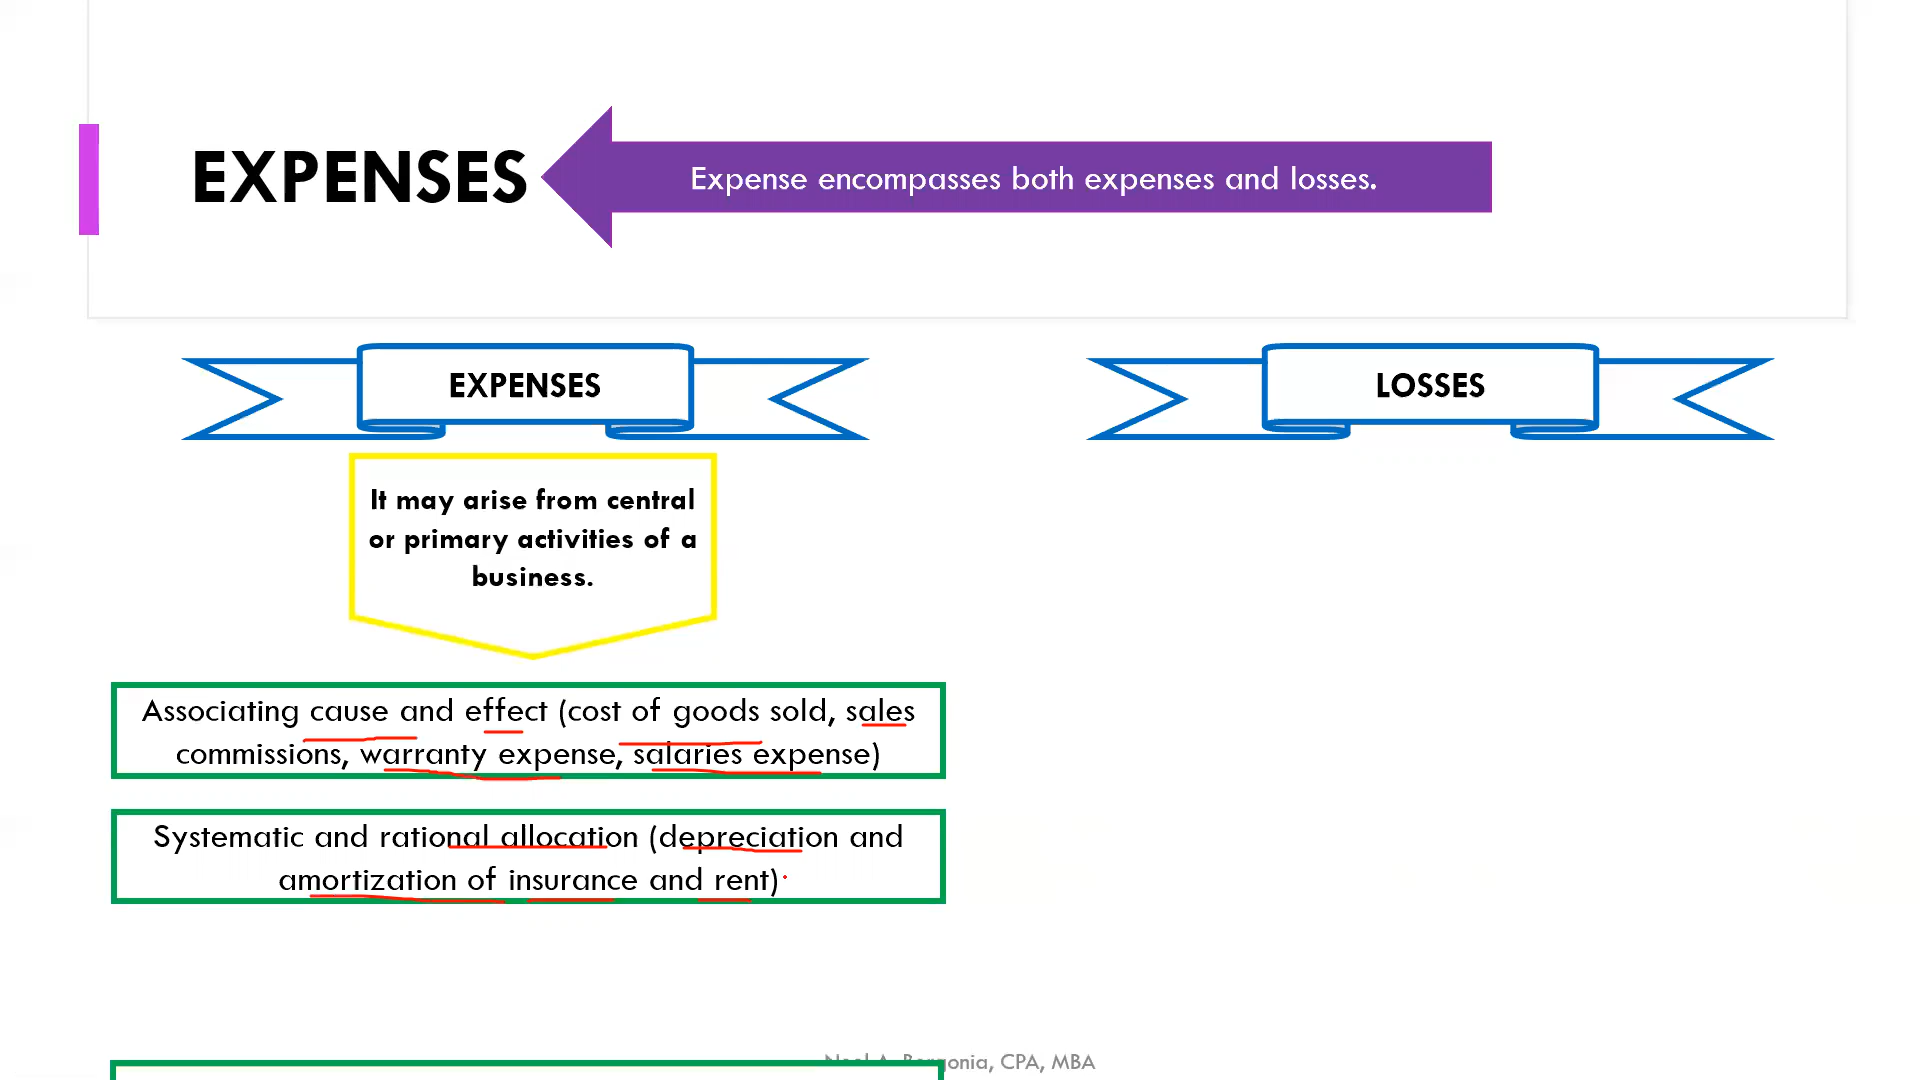 EXPENSES
Expense encompasses both expenses and losses.
EXPENSES
LOSSES
It may arise from central
or primary activities of a
business.
Associating cause and effect (cost of goods sold, sales
commissions, warranty expense, salaries expense)
Systematic and rational allocation (depreciation and
amortization of insurance and rent)
CPA, MBA